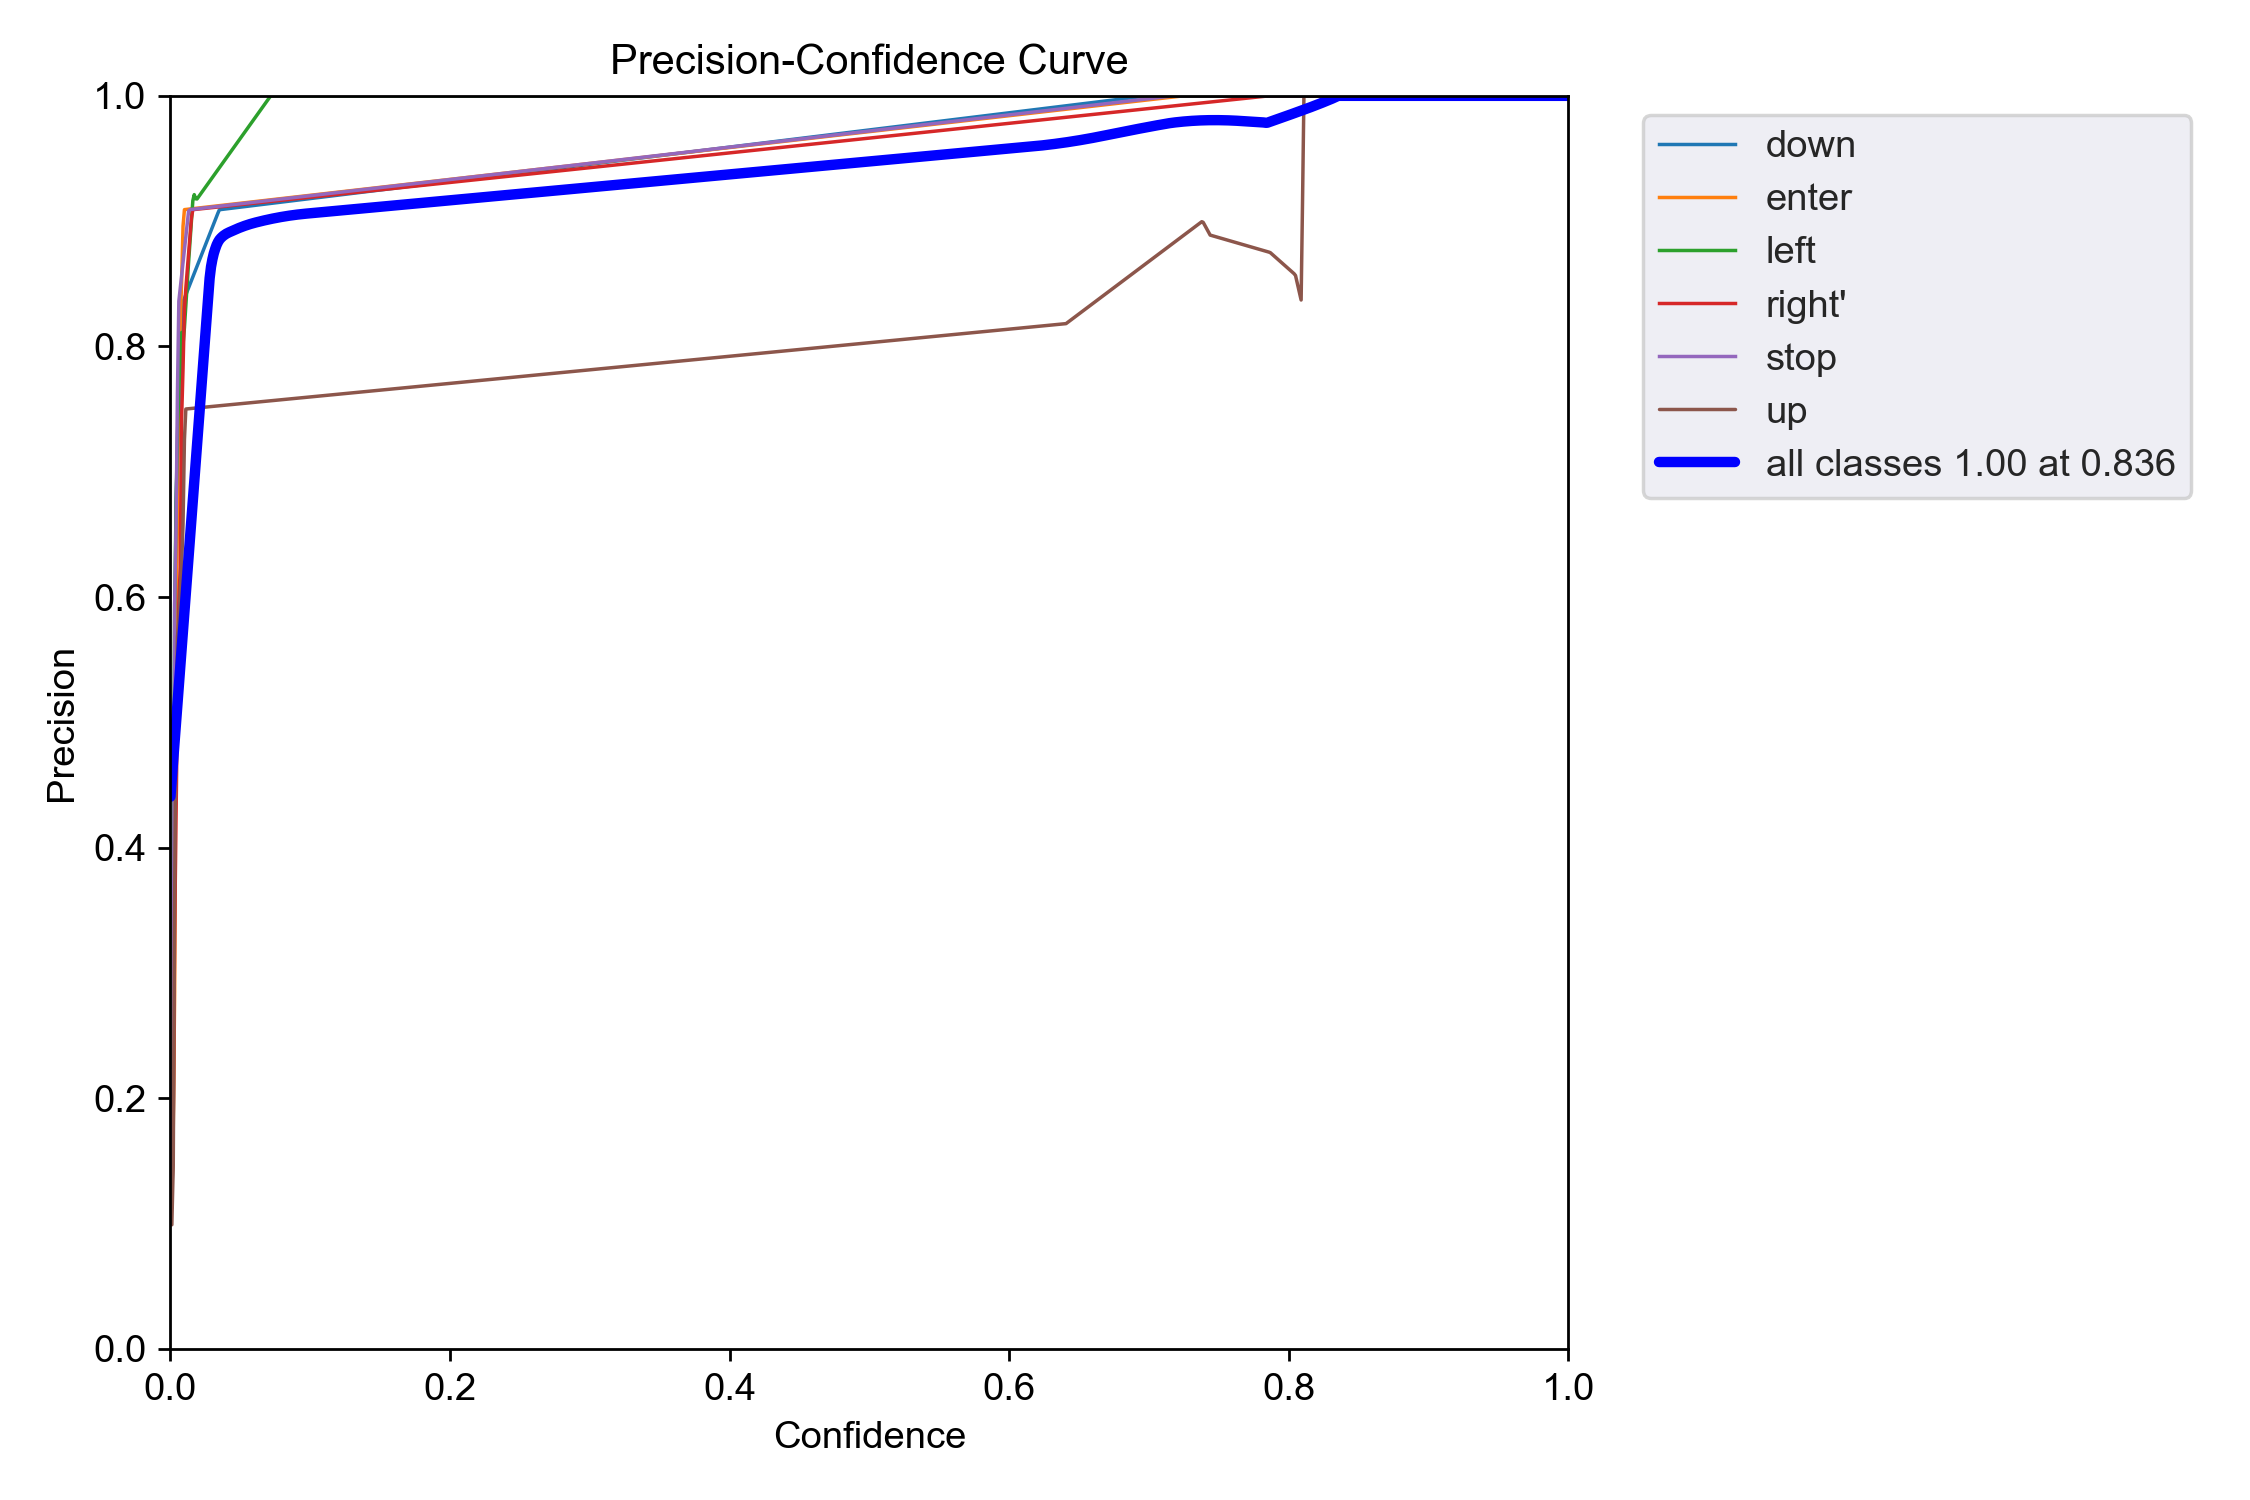 Precision-Confidence Curve
1.0
0.8
0.6
0.4
0.2
0.0
Precision
0.0 0.2 0.4 0.6 0.8 1.0
Confidence
down
enter
left
right'
stop
up
all classes 1.00 at 0.836